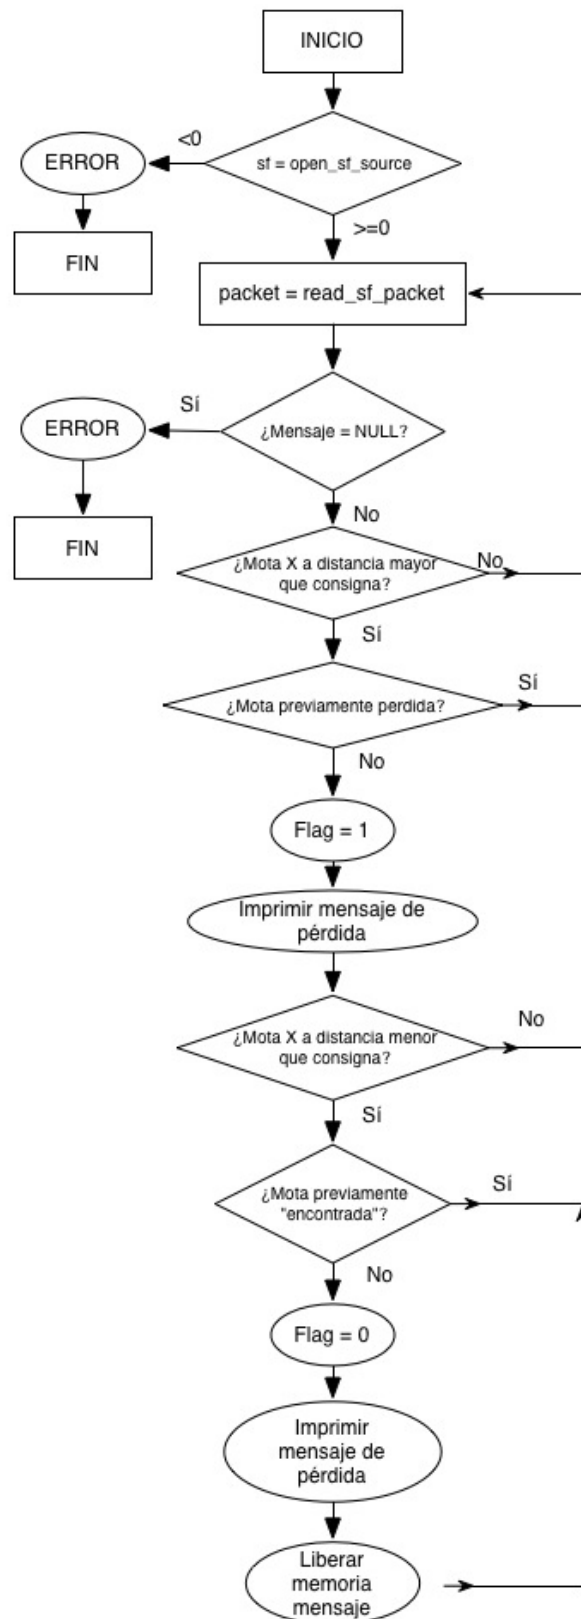 INICIO
<0
ERROR
sf = open_sf_source
>=0
FIN
packet = read_sf_packet
Sí
ERROR
¿Mensaje = NULL?
No
FIN
¿Mota X a distancia mayor
que consigna?
No
Sí
¿Mota previamente perdida?
Sí
No
Flag = 1
Imprimir mensaje de
pérdida
¿Mota X a distancia menor
que consigna?
No
Sí
¿Mota previamente
"encontrada"?
Sí
No
Flag = 0
Imprimir
mensaje de
pérdida
Liberar
memoria
mensaje